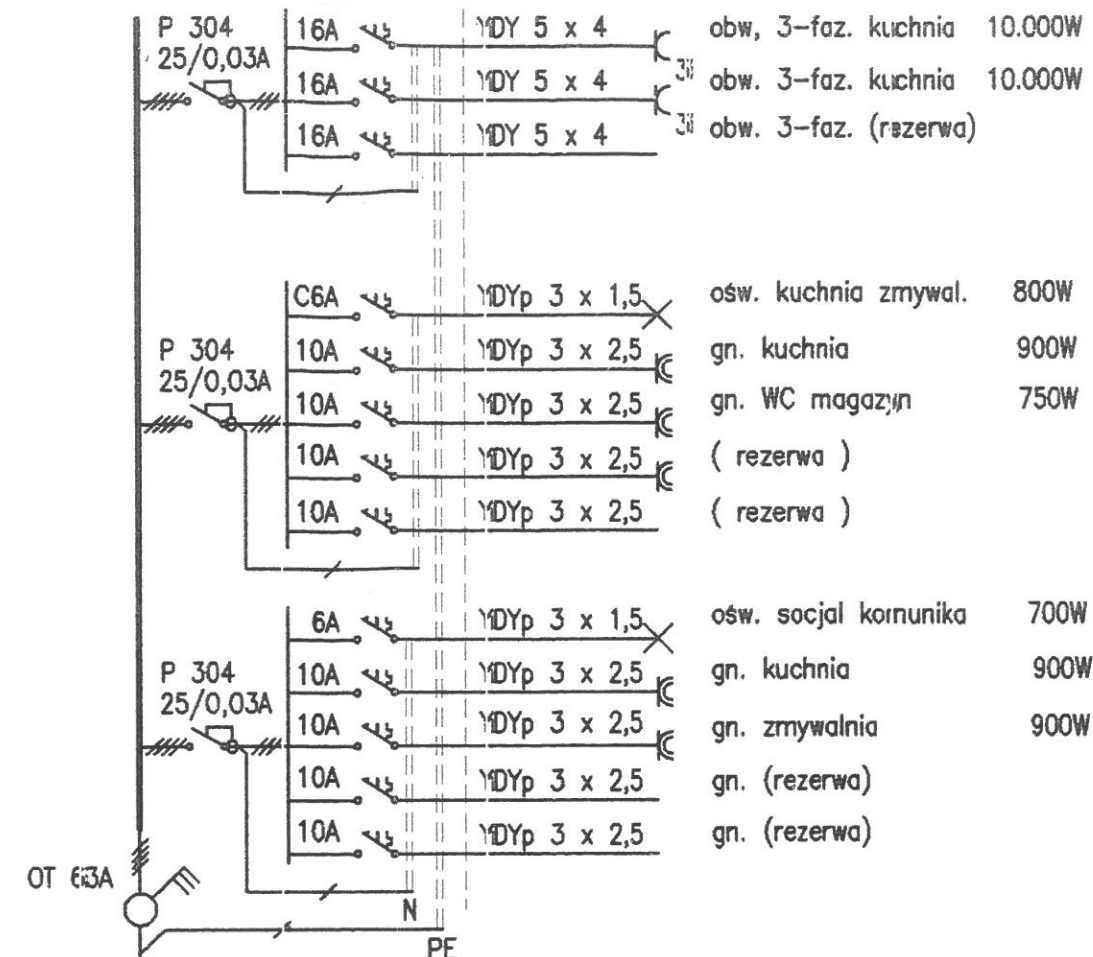 P 304
25/0,03A
16A YDY 5 x 4 obw, 3-faz. kuchnia 10.000W
16A YDY 5 x 4 obw. 3-faz. kuchnia 10.000W
16A YDY 5 x 4 obw. 3-faz. (rezerwa)
P 304
25/0,03A
C6A YDYp 3 x 1,5 ośw. kuchnia zmywal. 800W
10A YDYp 3 x 2,5 gn. kuchnia 900W
10A YDYp 3 x 2,5 gn. WC magazyn 750W
10A YDYp 3 x 2,5 ( rezerwa )
10A YDYp 3 x 2,5 ( rezerwa )
P 304
25/0,03A
6A YDYp 3 x 1,5 ośw. socjal komunika 700W
10A YDYp 3 x 2,5 gn. kuchnia 900W
10A YDYp 3 x 2,5 gn. zmywalnia 900W
10A YDYp 3 x 2,5 gn. (rezerwa)
10A YDYp 3 x 2,5 gn. (rezerwa)
OT 63A
N
PE